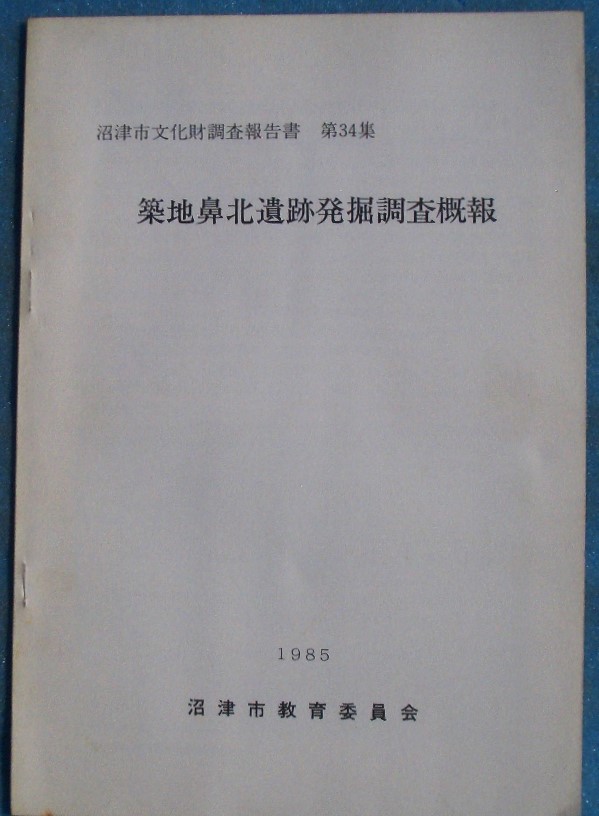 沼津市文化財調査報告書　第34集
築地鼻北遺跡発掘調査概報
1985
沼津市教育委員会